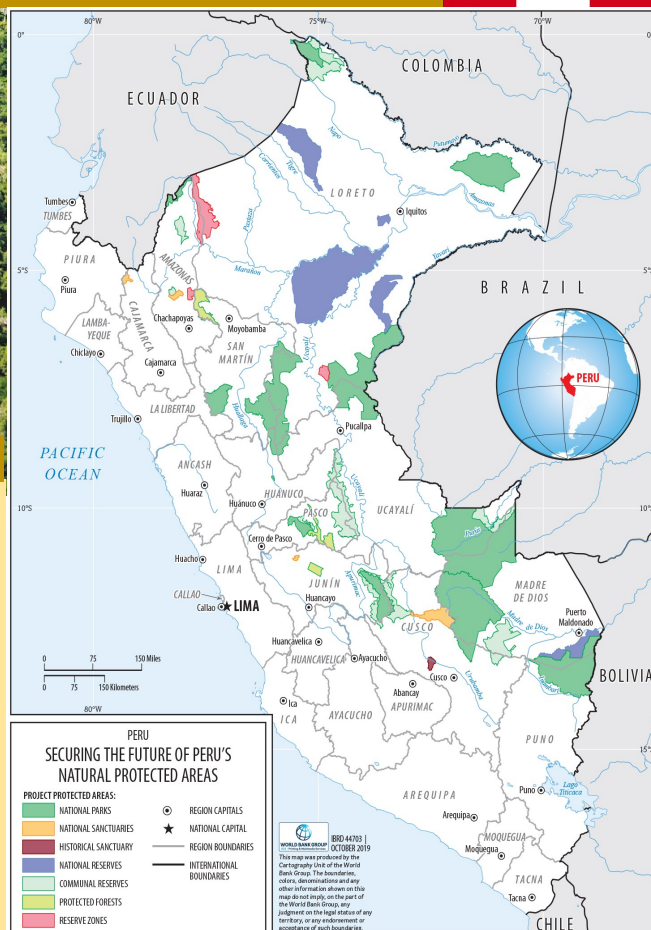 80°W
75°W
70°W
0°
0°
COLOMBIA
ECUADOR
Napo
Putumayo
Corrientes
Tigre
LORETO
Pastaza
Amazonas
Iquitos
Tumbes
TUMBES
Yavari
AMAZONAS
Marañon
PIURA
5°S
5°S
Piura
BRAZIL
CAJAMARCA
Chachapoyas
Moyobamba
LAMBA-
YEQUE
SAN
MARTÍN
Ucayali
Chiclayo
Cajamarca
PERU
LA LIBERTAD
Huallaga
Trujillo
Pucallpa
PACIFIC
OCEAN
ANCASH
Huaraz
HUÁNUCO
Ucayali
Huánuco
PASCO
UCAYALÍ
10°S
10°S
Purus
Cerro de Pasco
Huacho
LIMA
JUNÍN
Apurimac
MADRE
DE DIOS
CALLAO
Callao
LIMA
Huancayo
Madre de Dios
Puerto
Maldonado
CUSCO
Huancavelica
HUANCAVELICA
Ayacucho
0 75 150 Miles
0 75 150 Kilometers
Cusco
Urubamba
BOLIVIA
Abancay
APURIMAC
80°W
Ica
ICA
AYACUCHO
PUNO
15°S
AREQUIPA
Puno
Lago
Titicaca
Arequipa
MOQUEGUA
Moquegua
TACNA
Tacna
CHILE
PERU
SECURING THE FUTURE OF PERU'S
NATURAL PROTECTED AREAS
PROJECT PROTECTED AREAS:
NATIONAL PARKS
NATIONAL SANCTUARIES
HISTORICAL SANCTUARY
NATIONAL RESERVES
COMMUNAL RESERVES
PROTECTED FORESTS
RESERVE ZONES
REGION CAPITALS
NATIONAL CAPITAL
REGION BOUNDARIES
INTERNATIONAL
BOUNDARIES
WORLD BANK GROUP
IBRD 44703 |
OCTOBER 2019
This map was produced by the
Cartography Unit of the World
Bank Group. The boundaries,
colors, denominations and any
other information shown on this
map do not imply, on the part of
the World Bank Group, any
judgment on the legal status of any
territory, or any endorsement or
acceptance of such boundaries.